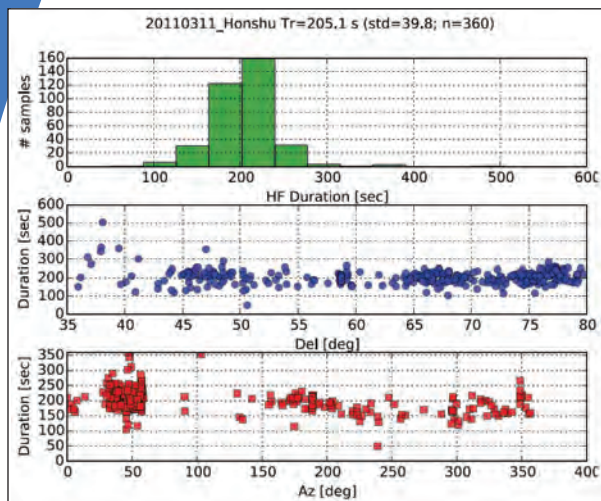 20110311_Honshu Tr=205.1 s (std=39.8; n=360)
# samples
160
140
120
100
80
60
40
20
0
0 100 200 300 400 500 600
HF Duration [sec]
Duration [sec]
600
500
400
300
200
100
0
35 40 45 50 55 60 65 70 75 80
Del [deg]
Duration [sec]
350
300
250
200
150
100
50
0
0 50 100 150 200 250 300 350 400
Az [deg]